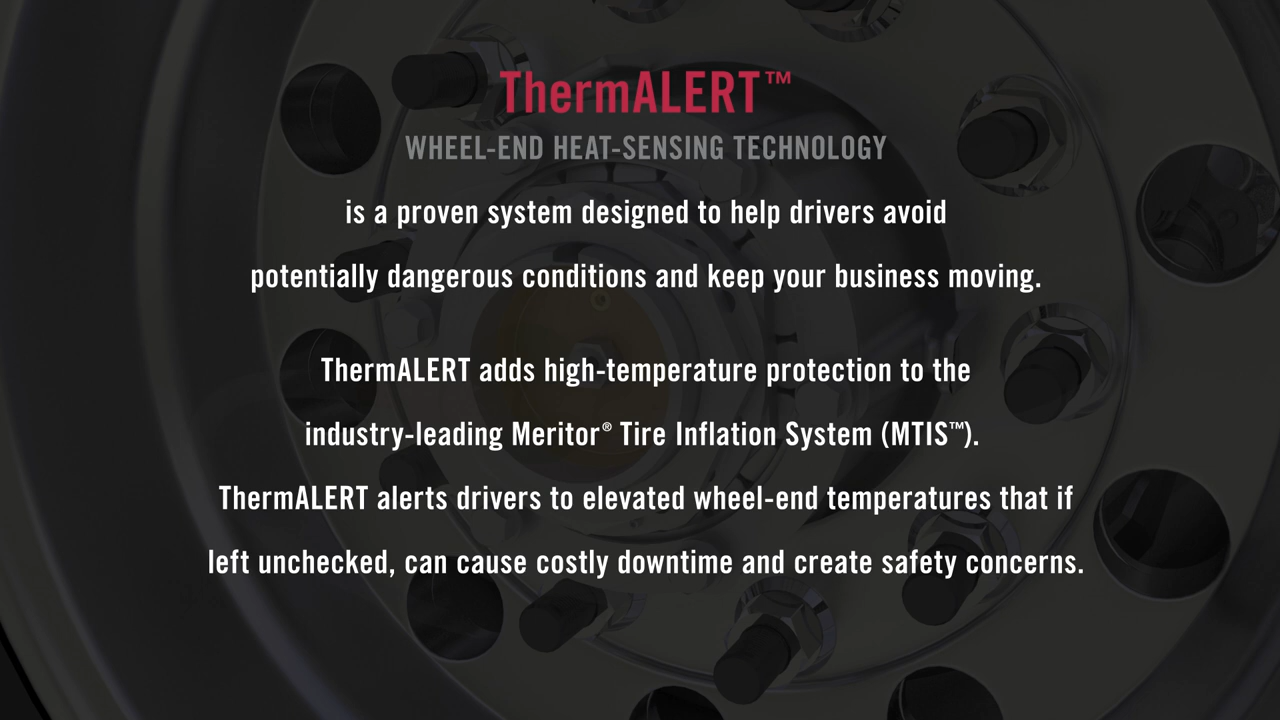 ThermALERT™
WHEEL-END HEAT-SENSING TECHNOLOGY
is a proven system designed to help drivers avoid
potentially dangerous conditions and keep your business moving.
ThermALERT adds high-temperature protection to the
industry-leading Meritor® Tire Inflation System (MTIS™).
ThermALERT alerts drivers to elevated wheel-end temperatures that if
left unchecked, can cause costly downtime and create safety concerns.